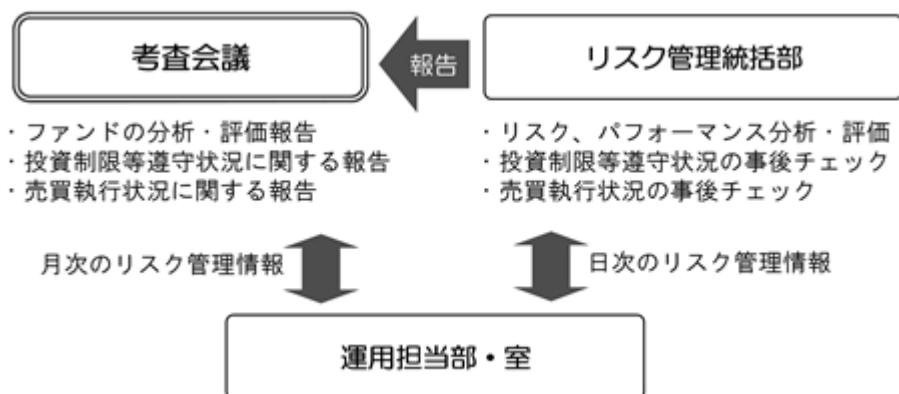 考査会議
報告
リスク管理統括部
・ファンドの分析・評価報告
・投資制限等遵守状況に関する報告
・売買執行状況に関する報告
・リスク、パフォーマンス分析・評価
・投資制限等遵守状況の事後チェック
・売買執行状況の事後チェック
月次のリスク管理情報
日次のリスク管理情報
運用担当部・室